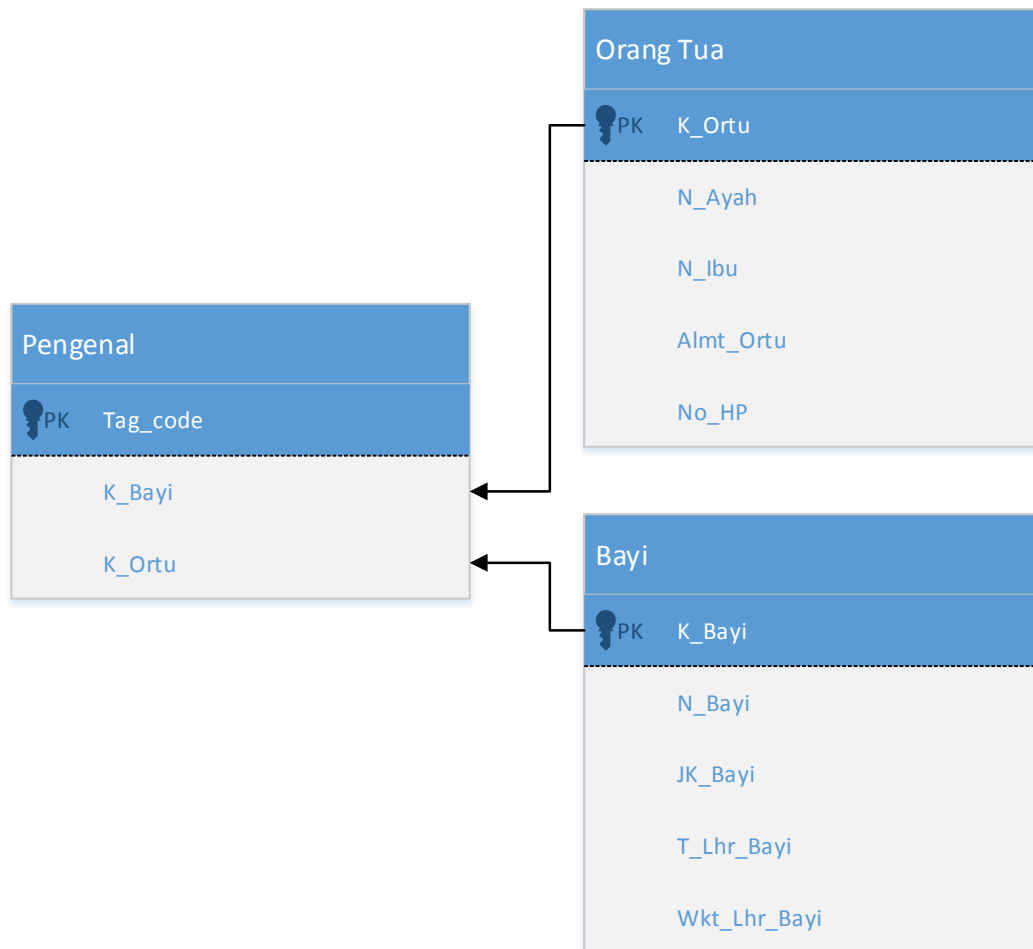 Orang Tua
PK K_Ortu
N_Ayah
N_Ibu
Almt_Ortu
No_HP
Pengenal
PK Tag_code
K_Bayi
K_Ortu
Bayi
PK K_Bayi
N_Bayi
JK_Bayi
T_Lhr_Bayi
Wkt_Lhr_Bayi